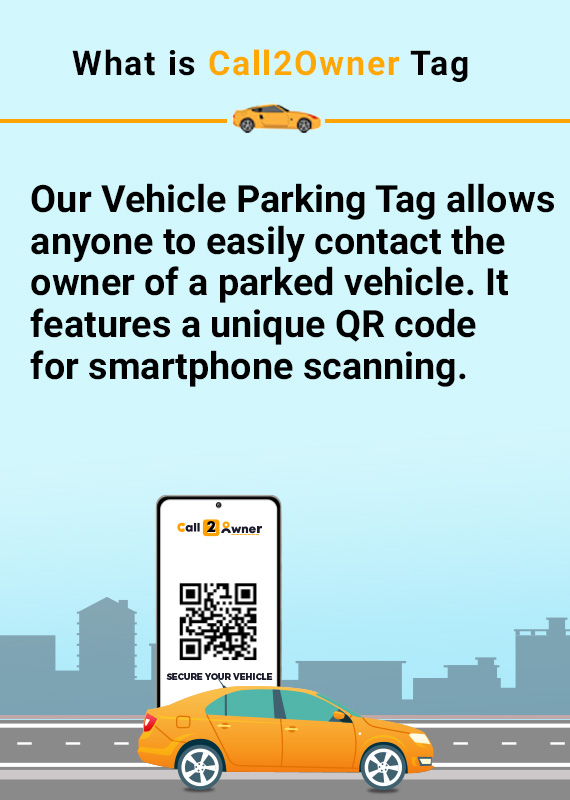 What is Call2Owner Tag
Our Vehicle Parking Tag allows
anyone to easily contact the
owner of a parked vehicle. It
features a unique QR code
for smartphone scanning.
Call 2 Owner
SECURE YOUR VEHICLE